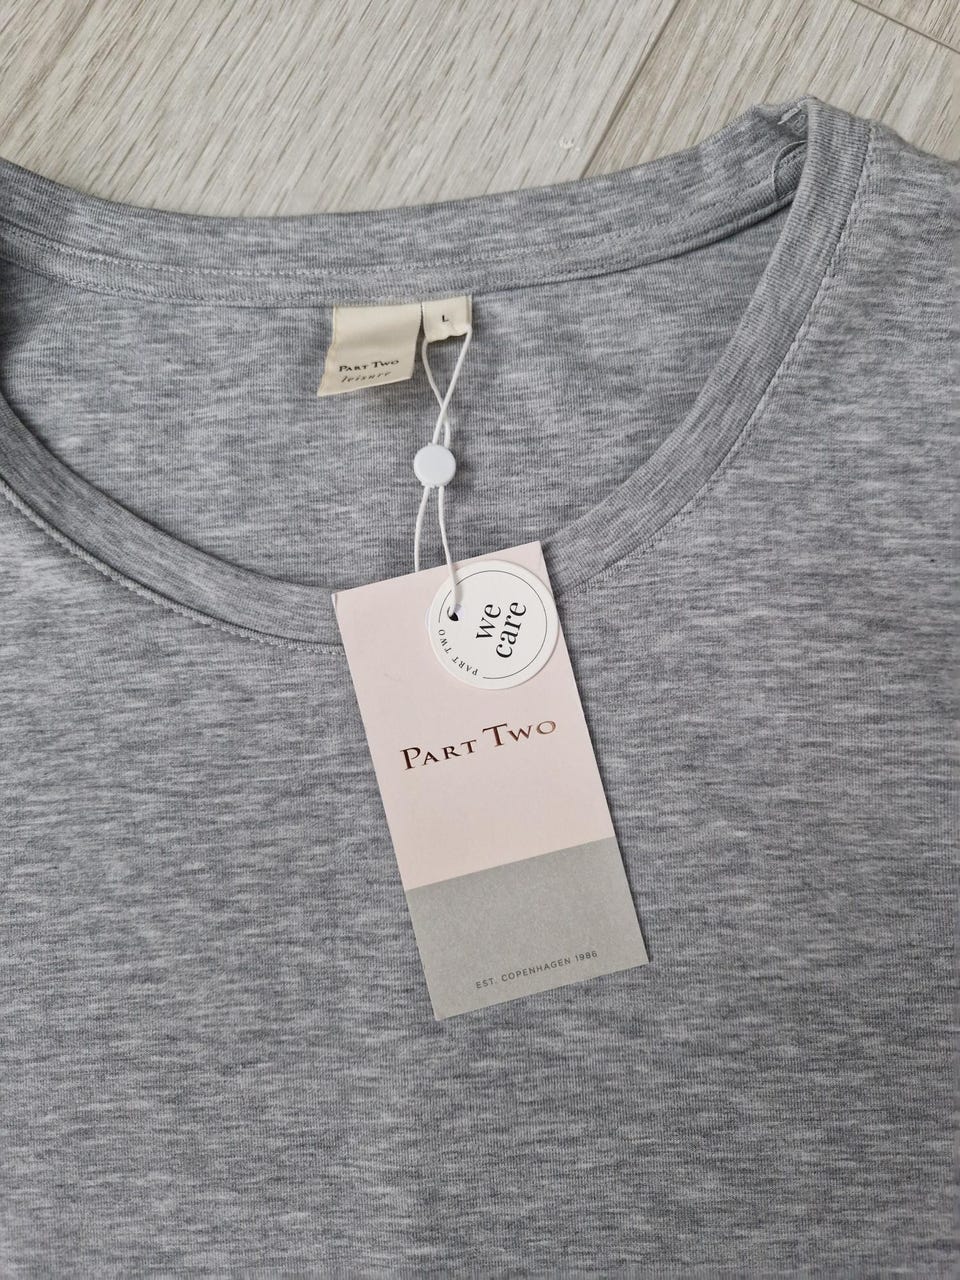 PART TWO
leisure
L
we
care
PART TWO
PART TWO
EST. COPENHAGEN 1986